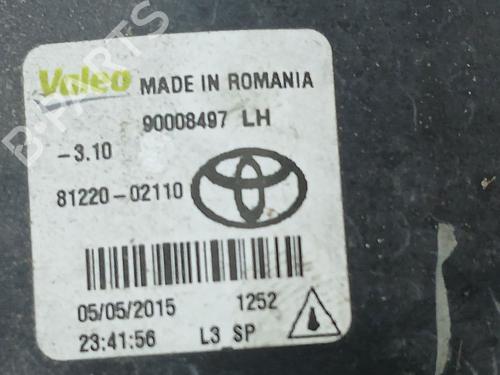 Valeo MADE IN ROMANIA
90008497 LH
-3.10
81220-02110
05/05/2015 1252
23:41:56 L3 SP
B-PARTS